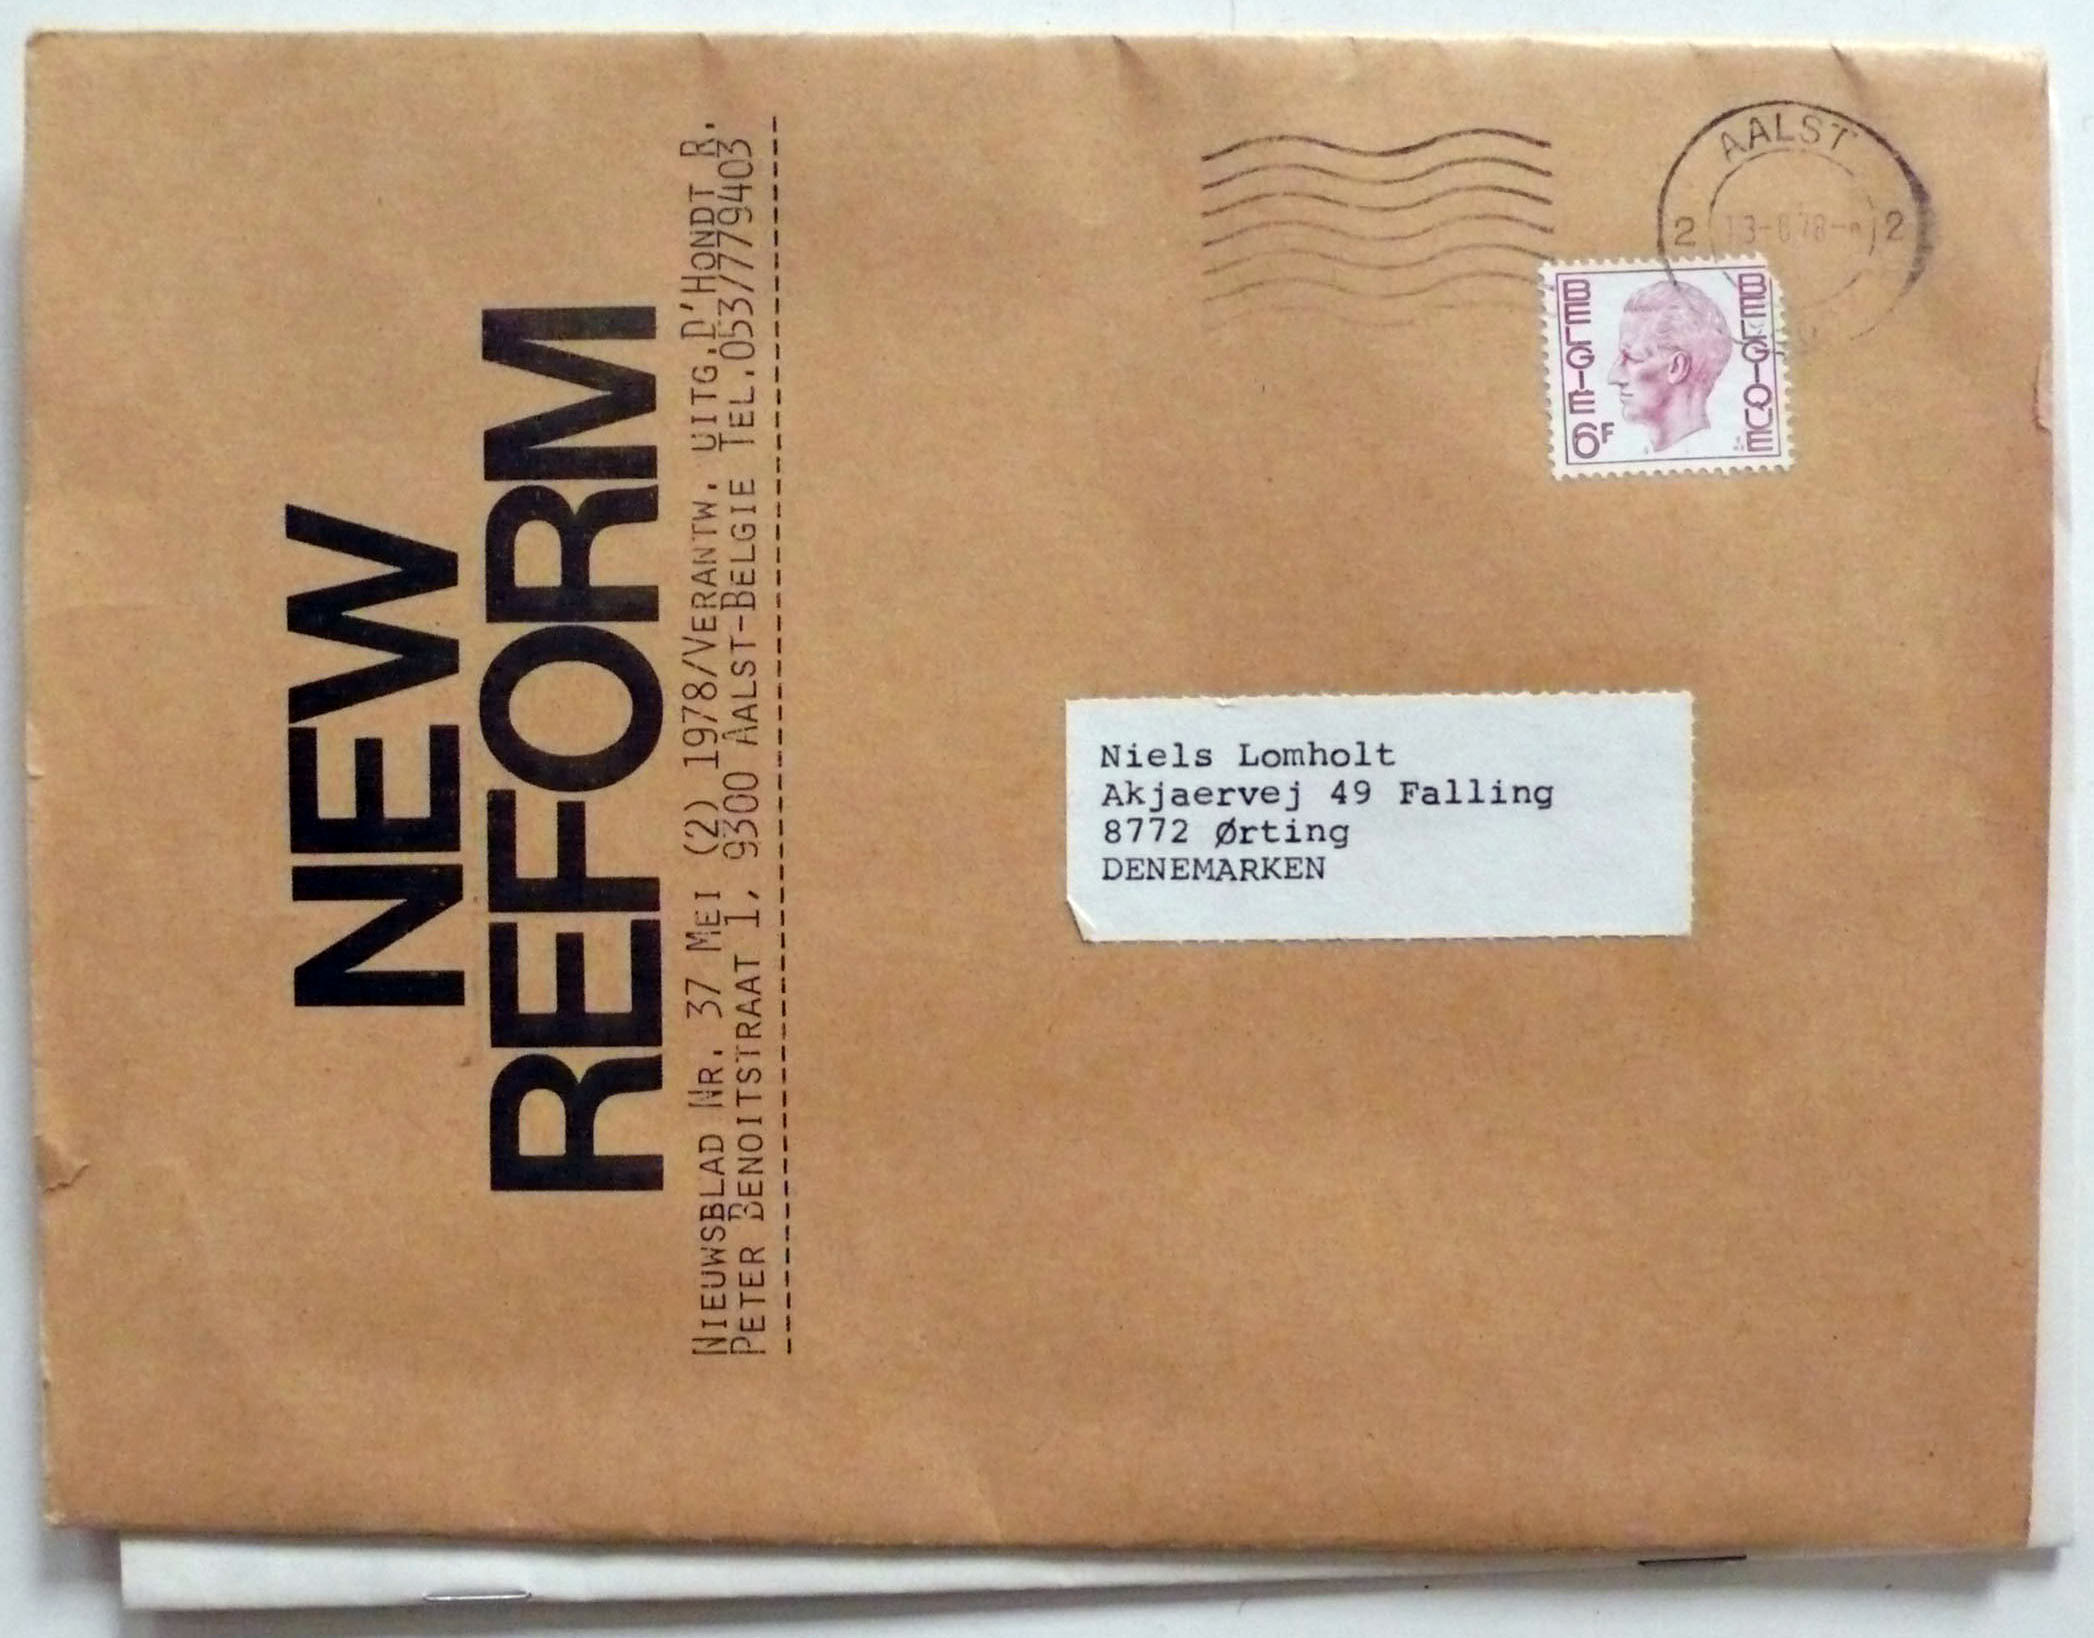 NEW
REFORM
NIEUWSBLAD NR. 37 MEI (2) 1978/VERANTW. UITG.D'HONDT R.
PETER BENOITSTRAAT 1, 9300 AALST-BELGIE TEL.053/779403
AALST
2 2
BELGIE
6F
BELGIQUE
Niels Lomholt
Akjaervej 49 Falling
8772 Ørting
DENEMARKEN